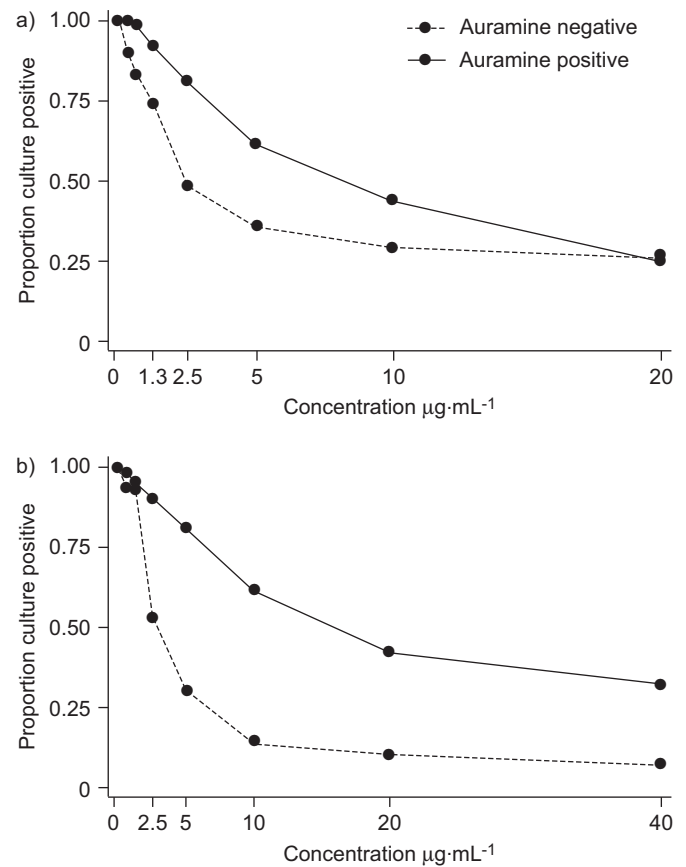 a)
1.00
0.75
0.50
0.25
0
Proportion culture positive
Auramine negative
Auramine positive
0 1.3 2.5 5 10 20
Concentration µg·mL-1
b)
1.00
0.75
0.50
0.25
0
Proportion culture positive
0 2.5 5 10 20 40
Concentration µg·mL-1